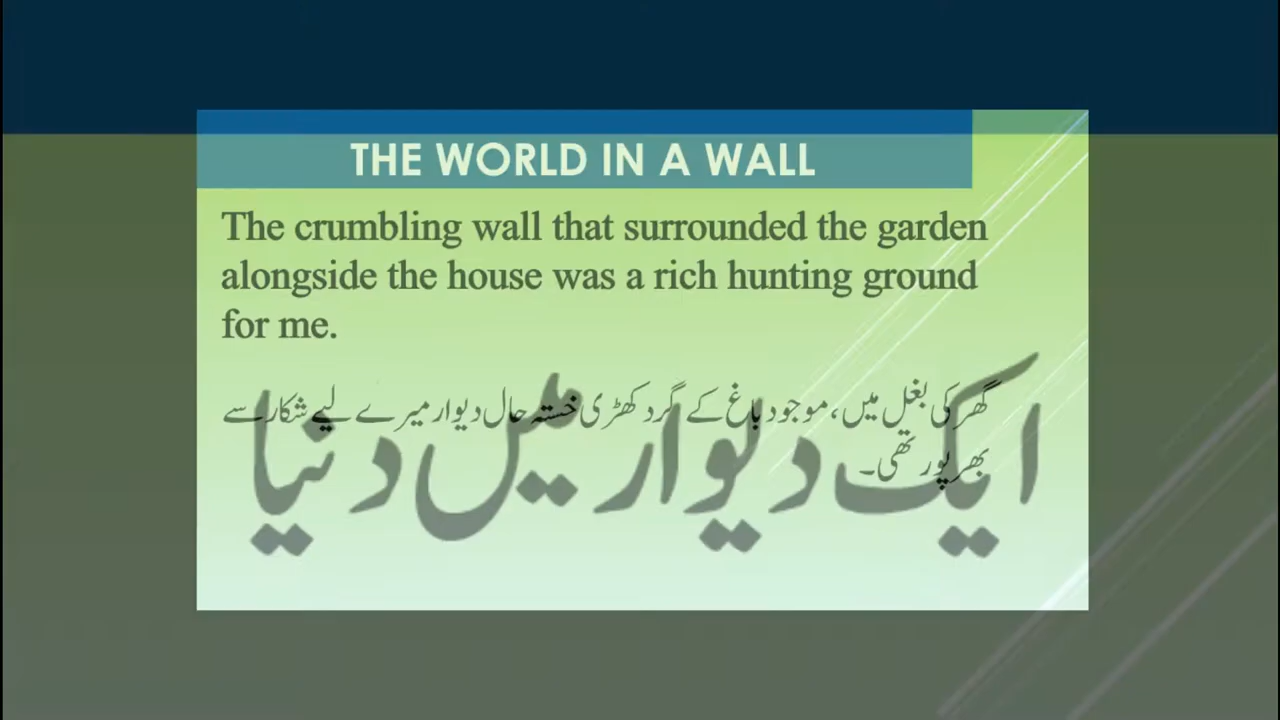 THE WORLD IN A WALL
The crumbling wall that surrounded the garden
alongside the house was a rich hunting ground
for me.
گھر کی بغل میں، موجود باغ کے گرد کھڑی خستہ حال دیوار میرے لیے شکار سے
بھر پور تھی۔
ایک دیوار میں دنیا